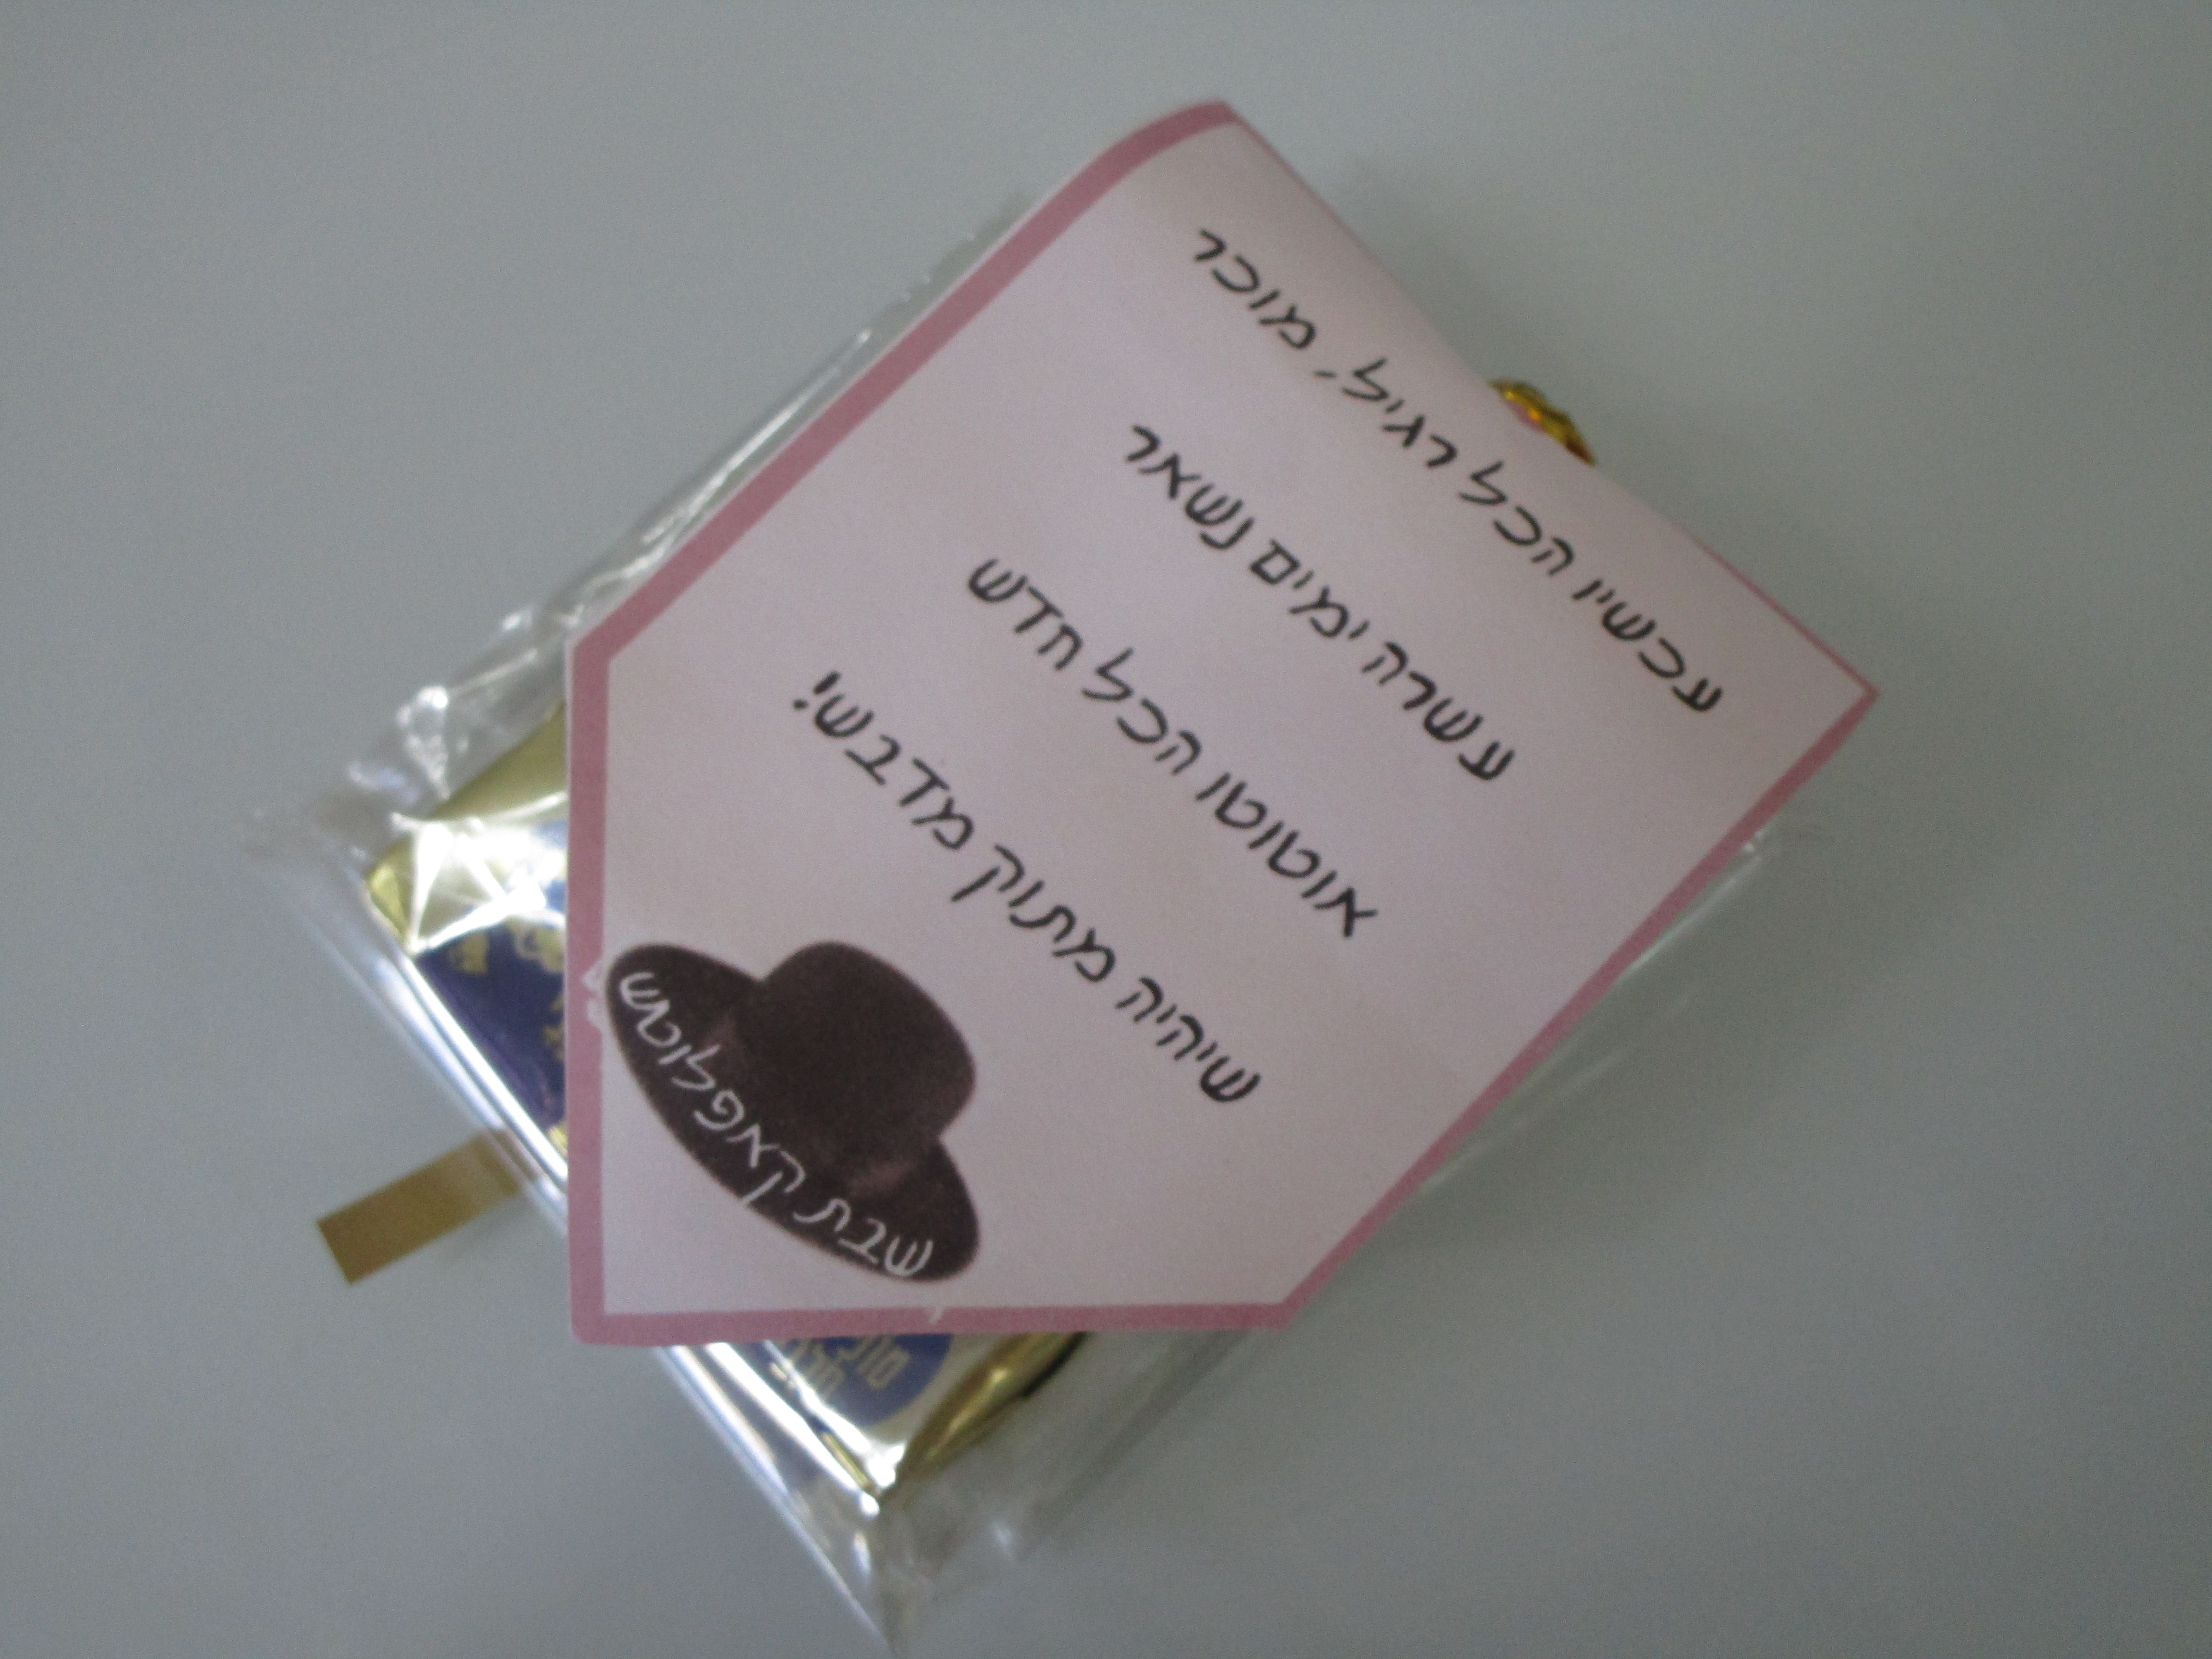 עכשיו הכל רגיל, מוכר
עשרה ימים נשאר
אוטוטו הכל חדש
שיהיה מתוק מדבש!
שבת קאפלוטש